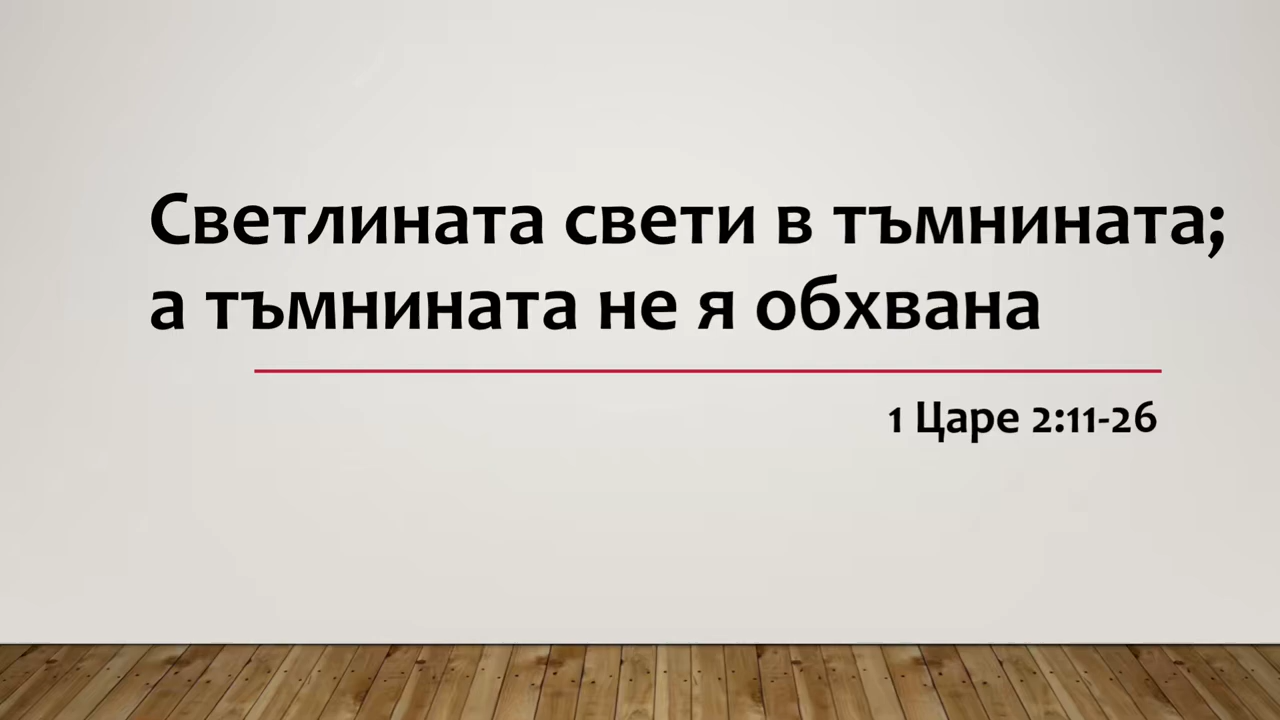 Светлината свети в тъмнината;
а тъмнината не я обхвана
1 Царе 2:11-26